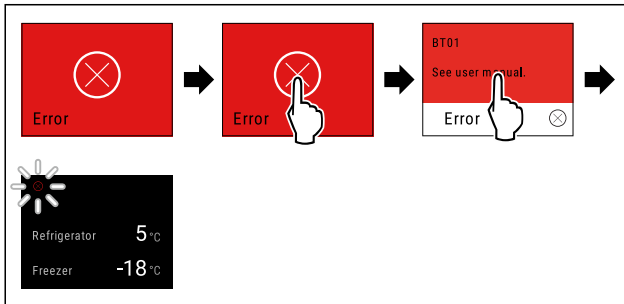 Error
Error
BT01
See user manual.
Error
Refrigerator 5°C
Freezer -18°C